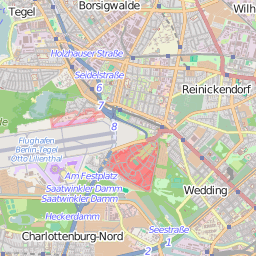 Borsigwalde
Wilh
Tegel
Holzhauser Straße
Seidelstraße
6
Reinickendorf
7
8
Flughafen
Berlin-Tegel
Otto Lilienthal
Am Festplatz
Saatwinkler Damm
Saatwinkler Damm
Wedding
Heckerdamm
Seestraße
Charlottenburg-Nord
2
1